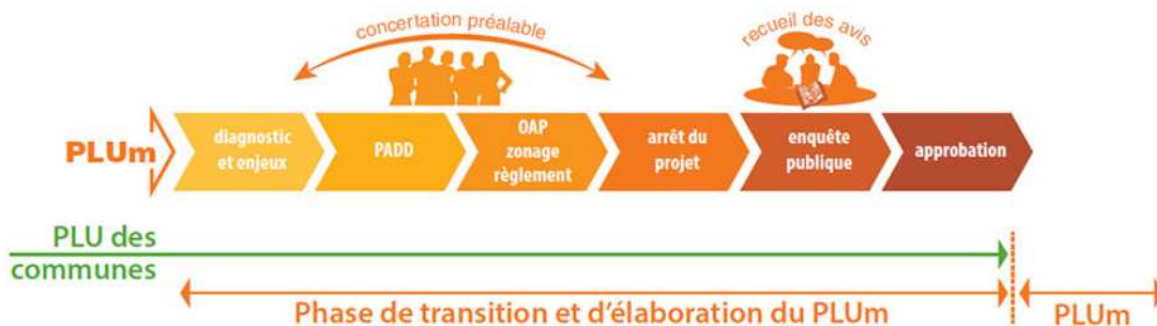 concertation préalable
recueil des avis
PLUm
diagnostic
et enjeux
PADD
OAP
zonage
règlement
arrêt du
projet
enquête
publique
approbation
PLU des
communes
Phase de transition et d'élaboration du PLUm
PLUm